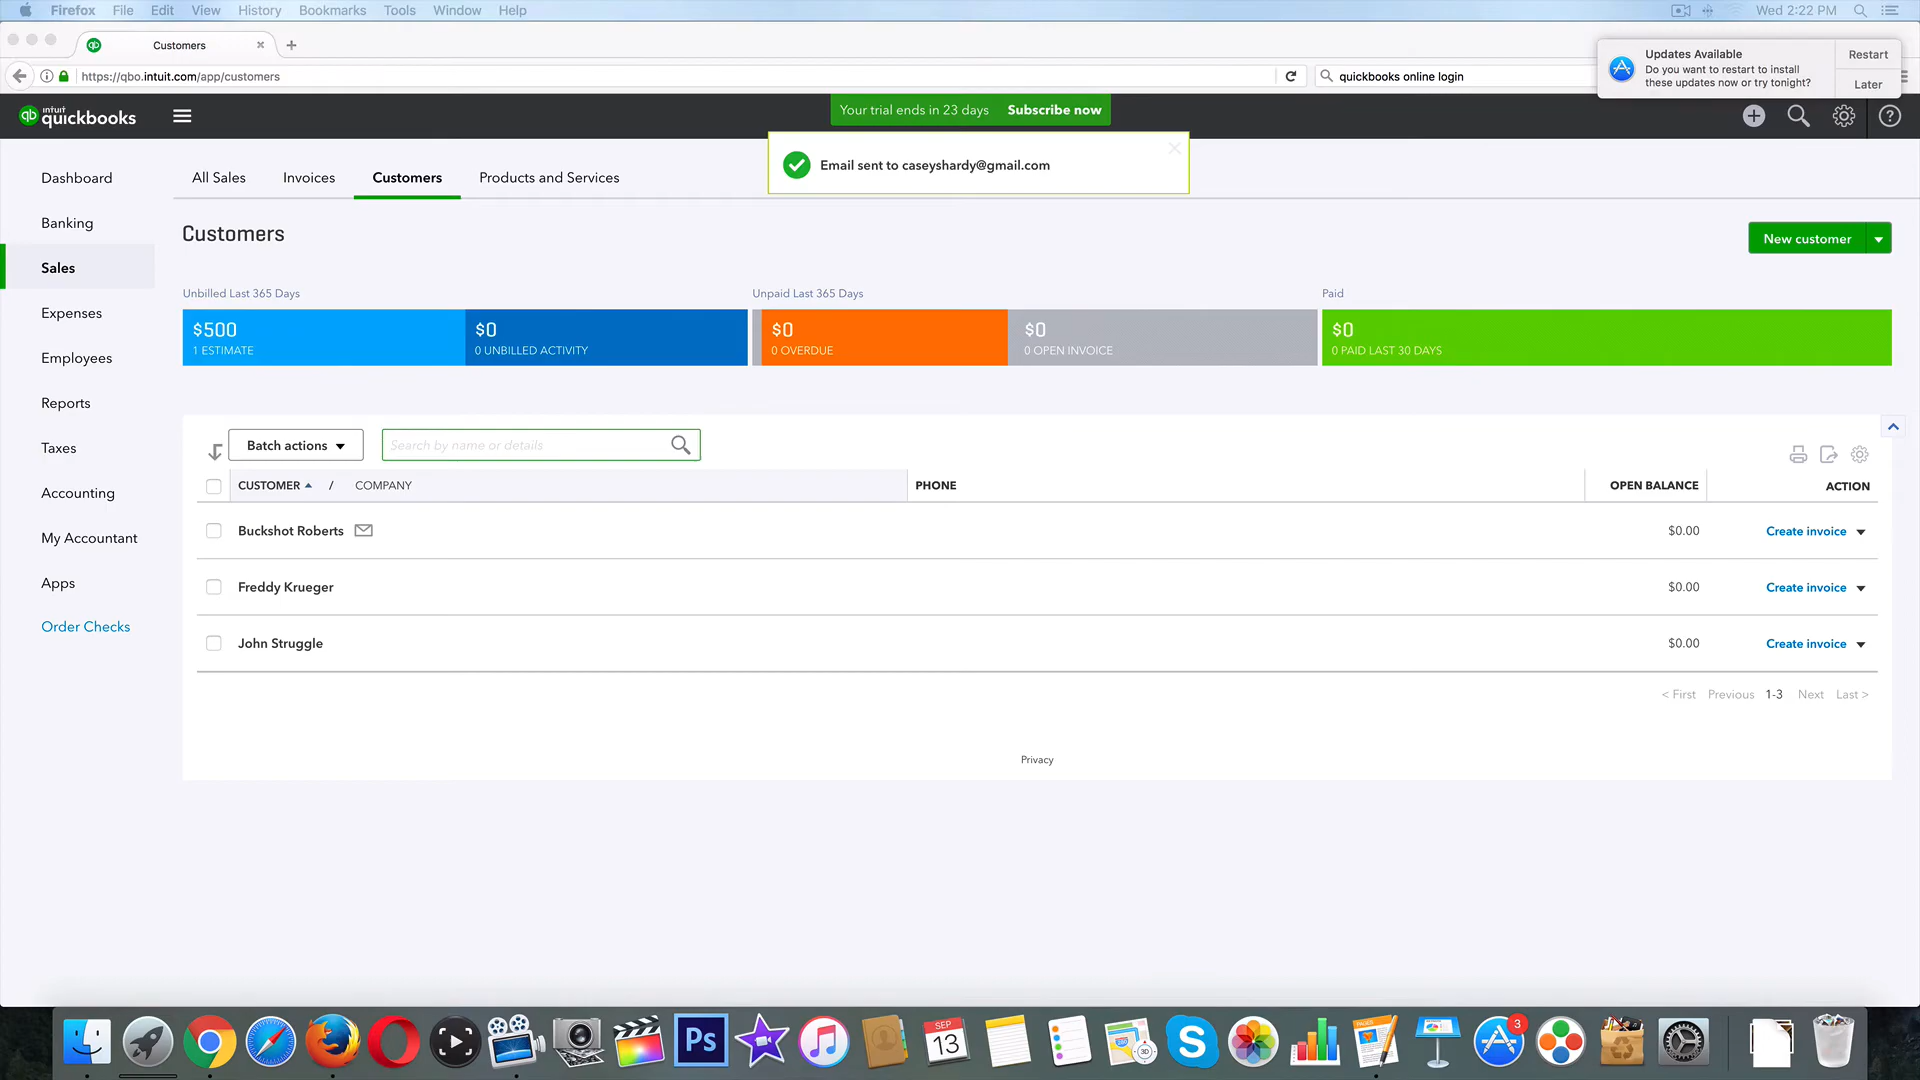 Firefox File Edit View History Bookmarks Tools Window Help
Wed 2:22 PM
Customers
Updates Available
Do you want to restart to install
these updates now or try tonight?
Restart
Later
https://qbo.intuit.com/app/customers
quickbooks online login
intuit
quickbooks
Your trial ends in 23 days Subscribe now
Email sent to caseyshardy@gmail.com
Dashboard
Banking
Sales
Expenses
Employees
Reports
Taxes
Accounting
My Accountant
Apps
Order Checks
All Sales Invoices Customers Products and Services
Customers
New customer
Unbilled Last 365 Days
Unpaid Last 365 Days
Paid
$500
1 ESTIMATE
$0
0 UNBILLED ACTIVITY
$0
0 OVERDUE
$0
0 OPEN INVOICE
$0
0 PAID LAST 30 DAYS
Batch actions
Search by name or details
CUSTOMER / COMPANY PHONE OPEN BALANCE ACTION
Buckshot Roberts $0.00 Create invoice
Freddy Krueger $0.00 Create invoice
John Struggle $0.00 Create invoice
< First Previous 1-3 Next Last >
Privacy
Ps
SEP
13
3D
3